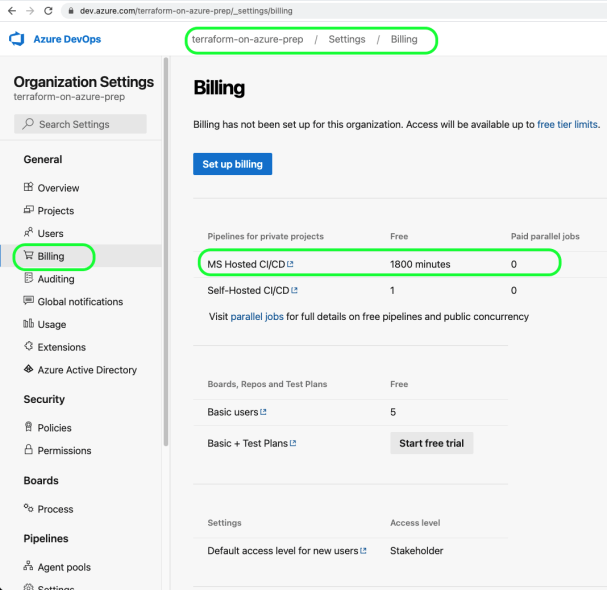 dev.azure.com/terraform-on-azure-prep/_settings/billing
Azure DevOps
terraform-on-azure-prep / Settings / Billing
Organization Settings
terraform-on-azure-prep
Search Settings
General
Overview
Projects
Users
Billing
Auditing
Global notifications
Usage
Extensions
Azure Active Directory
Security
Policies
Permissions
Boards
Process
Pipelines
Agent pools
Settings
Billing
Billing has not been set up for this organization. Access will be available up to free tier limits.
Set up billing
Pipelines for private projects Free Paid parallel jobs
MS Hosted CI/CD 1800 minutes 0
Self-Hosted CI/CD 1 0
Visit parallel jobs for full details on free pipelines and public concurrency
Boards, Repos and Test Plans Free
Basic users 5
Basic + Test Plans Start free trial
Settings Access level
Default access level for new users Stakeholder